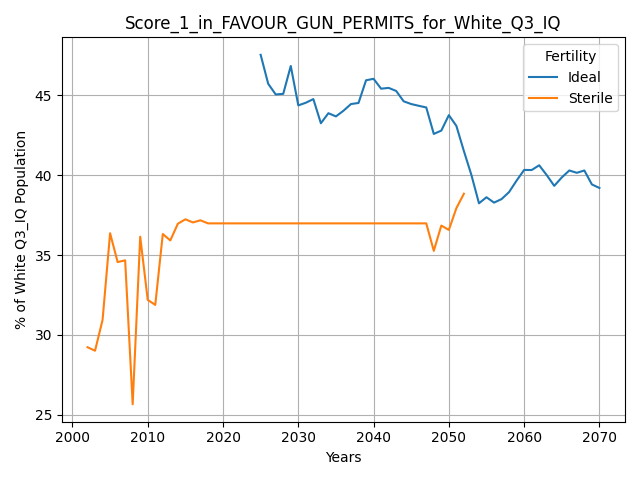 Score_1_in_FAVOUR_GUN_PERMITS_for_White_Q3_IQ
Fertility
Ideal
Sterile
% of White Q3_IQ Population
45
40
35
30
25
2000 2010 2020 2030 2040 2050 2060 2070
Years